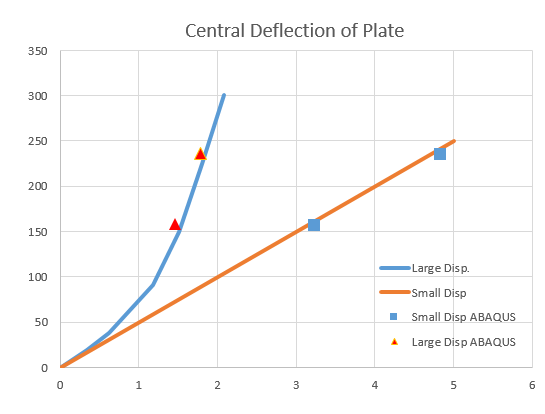 Central Deflection of Plate
350
300
250
200
150
100
50
0
0 1 2 3 4 5 6
Large Disp.
Small Disp
Small Disp ABAQUS
Large Disp ABAQUS